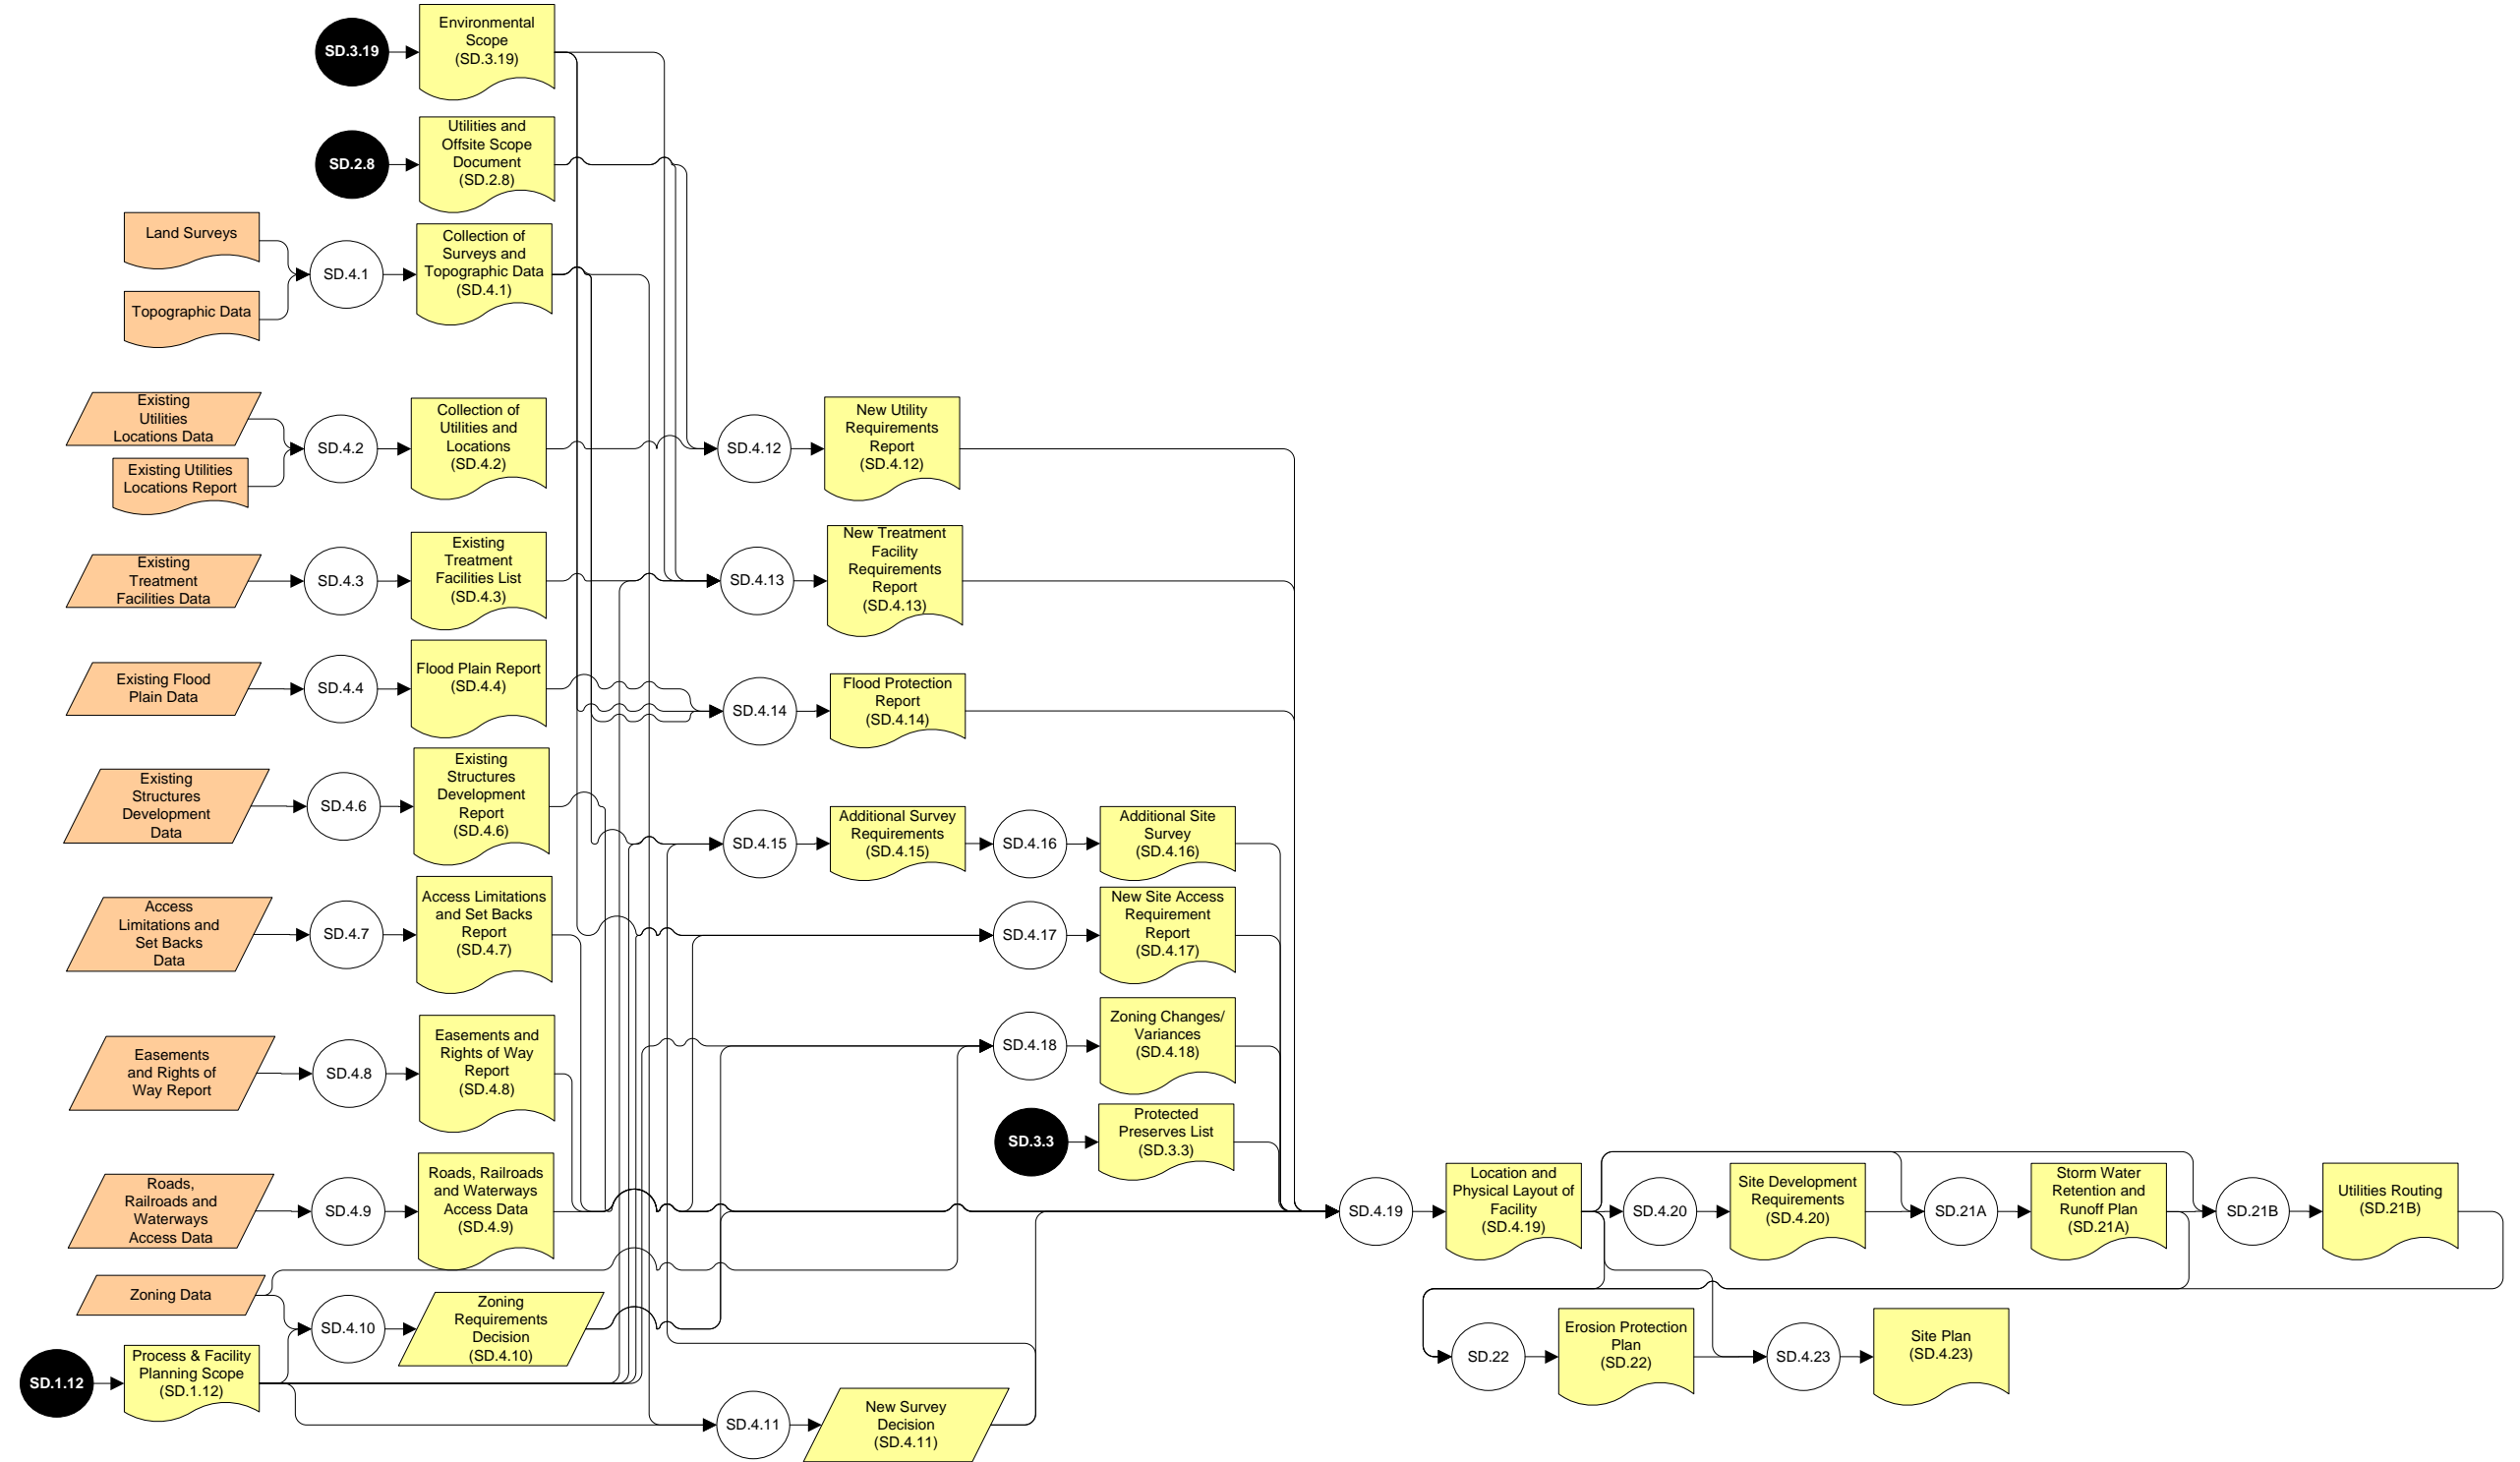 SD.3.19
Environmental
Scope
(SD.3.19)
SD.2.8
Utilities and
Offsite Scope
Document
(SD.2.8)
Land Surveys
Topographic Data
SD.4.1
Collection of
Surveys and
Topographic Data
(SD.4.1)
Existing
Utilities
Locations Data
Existing Utilities
Locations Report
SD.4.2
Collection of
Utilities and
Locations
(SD.4.2)
SD.4.12
New Utility
Requirements
Report
(SD.4.12)
Existing
Treatment
Facilities Data
SD.4.3
Existing
Treatment
Facilities List
(SD.4.3)
SD.4.13
New Treatment
Facility
Requirements
Report
(SD.4.13)
Existing Flood
Plain Data
SD.4.4
Flood Plain Report
(SD.4.4)
SD.4.14
Flood Protection
Report
(SD.4.14)
Existing
Structures
Development
Data
SD.4.6
Existing
Structures
Development
Report
(SD.4.6)
SD.4.15
Additional Survey
Requirements
(SD.4.15)
SD.4.16
Additional Site
Survey
(SD.4.16)
Access
Limitations and
Set Backs
Data
SD.4.7
Access Limitations
and Set Backs
Report
(SD.4.7)
SD.4.17
New Site Access
Requirement
Report
(SD.4.17)
Easements
and Rights of
Way Report
SD.4.8
Easements and
Rights of Way
Report
(SD.4.8)
SD.4.18
Zoning Changes/
Variances
(SD.4.18)
SD.3.3
Protected
Preserves List
(SD.3.3)
Roads,
Railroads and
Waterways
Access Data
SD.4.9
Roads, Railroads
and Waterways
Access Data
(SD.4.9)
SD.4.19
Location and
Physical Layout of
Facility
(SD.4.19)
SD.4.20
Site Development
Requirements
(SD.4.20)
SD.21A
Storm Water
Retention and
Runoff Plan
(SD.21A)
SD.21B
Utilities Routing
(SD.21B)
Zoning Data
SD.4.10
Zoning
Requirements
Decision
(SD.4.10)
SD.22
Erosion Protection
Plan
(SD.22)
SD.4.23
Site Plan
(SD.4.23)
SD.1.12
Process & Facility
Planning Scope
(SD.1.12)
SD.4.11
New Survey
Decision
(SD.4.11)